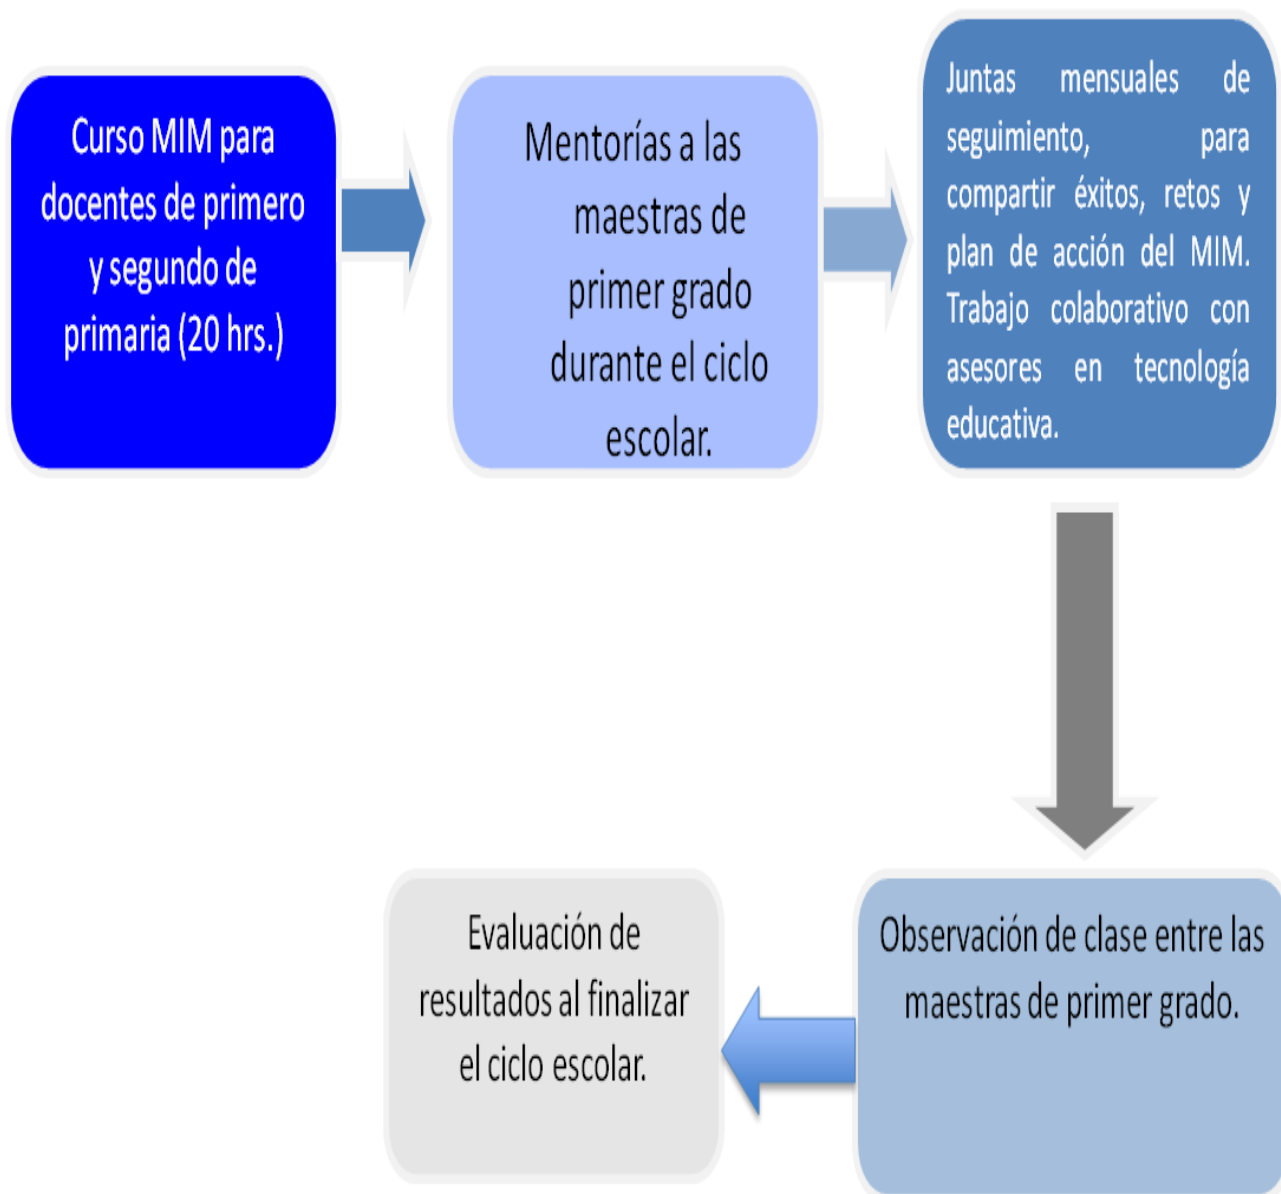 Curso MIM para
docentes de primero
y segundo de
primaria (20 hrs.)
Mentorías a las
maestras de
primer grado
durante el ciclo
escolar.
Juntas mensuales de
seguimiento, para
compartir éxitos, retos y
plan de acción del MIM.
Trabajo colaborativo con
asesores en tecnología
educativa.
Observación de clase entre las
maestras de primer grado.
Evaluación de
resultados al finalizar
el ciclo escolar.